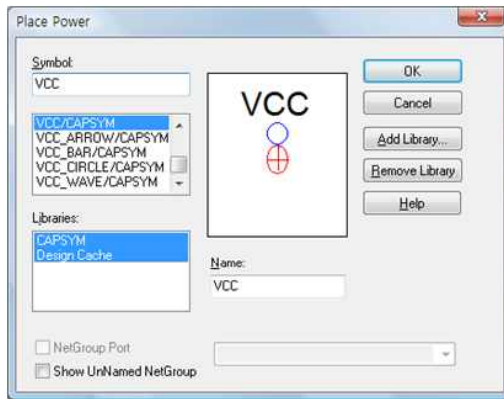 Place Power
Symbol:
VCC
VCC/CAPSYM
VCC_ARROW/CAPSYM
VCC_BAR/CAPSYM
VCC_CIRCLE/CAPSYM
VCC_WAVE/CAPSYM
Libraries:
CAPSYM
Design Cache
VCC
Name:
VCC
OK
Cancel
Add Library...
Remove Library
Help
NetGroup Port
Show UnNamed NetGroup